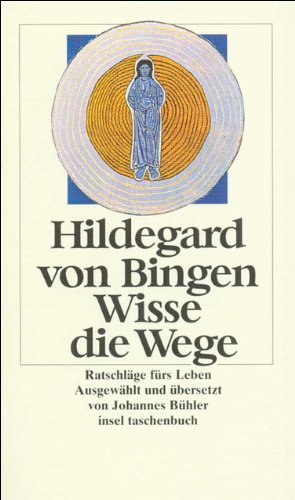 Hildegard
von Bingen
Wisse
die Wege
Ratschläge fürs Leben
Ausgewählt und übersetzt
von Johannes Bühler
insel taschenbuch